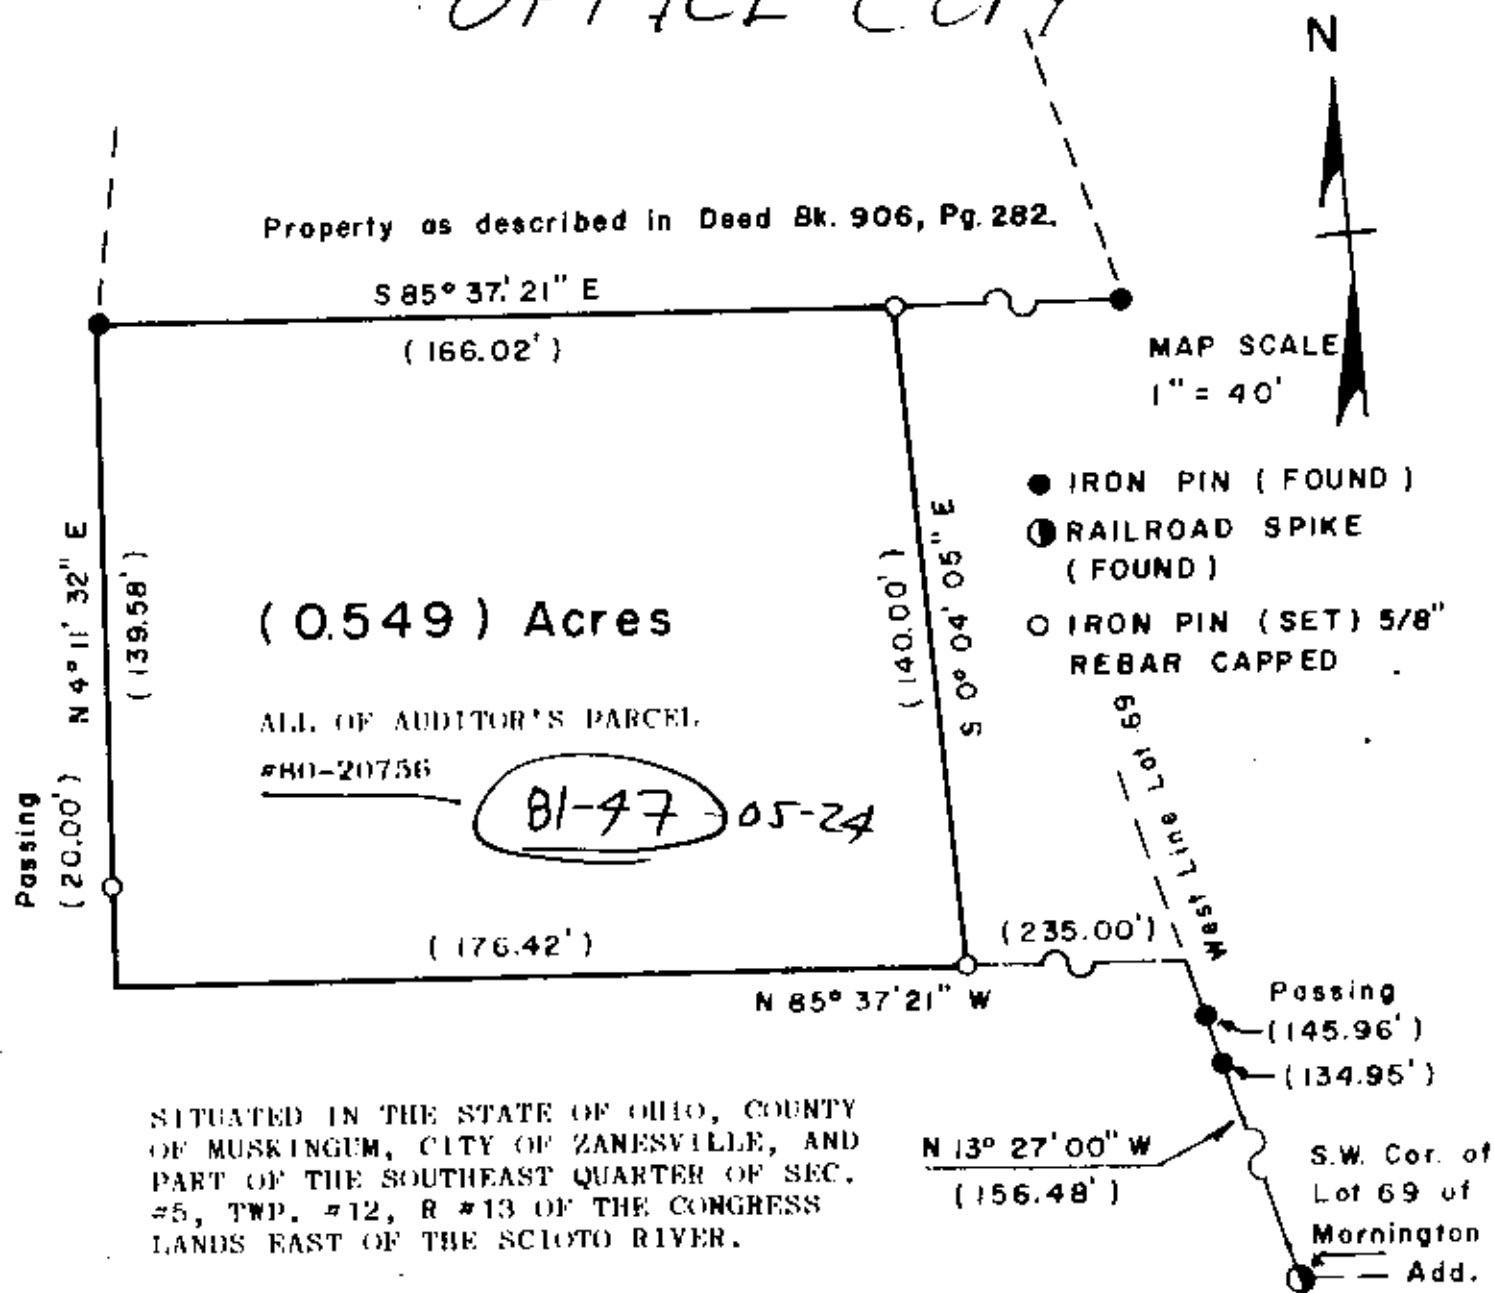 OFFICE COPY
N
Property as described in Deed Bk. 906, Pg. 282.
S 85° 37' 21" E
( 166.02' )
MAP SCALE
1" = 40'
● IRON PIN ( FOUND )
RAILROAD SPIKE
( FOUND )
○ IRON PIN ( SET ) 5/8"
REBAR CAPPED
N 4° 11' 32" E
( 139.58' )
( 0.549 ) Acres
( 140.00' )
S 0° 04' 05" E
ALL OF AUDITOR'S PARCEL
#80-20756
81-47 - 05-24
Passing
( 20.00' )
West Line Lot 69
( 176.42' )
( 235.00' )
N 85° 37' 21" W
Passing
( 145.96' )
( 134.95' )
N 13° 27' 00" W
( 156.48' )
S.W. Cor. of
Lot 69 of
Mornington
Add.
SITUATED IN THE STATE OF OHIO, COUNTY
OF MUSKINGUM, CITY OF ZANESVILLE, AND
PART OF THE SOUTHEAST QUARTER OF SEC.
#5, TWP. #12, R #13 OF THE CONGRESS
LANDS EAST OF THE SCIOTO RIVER.